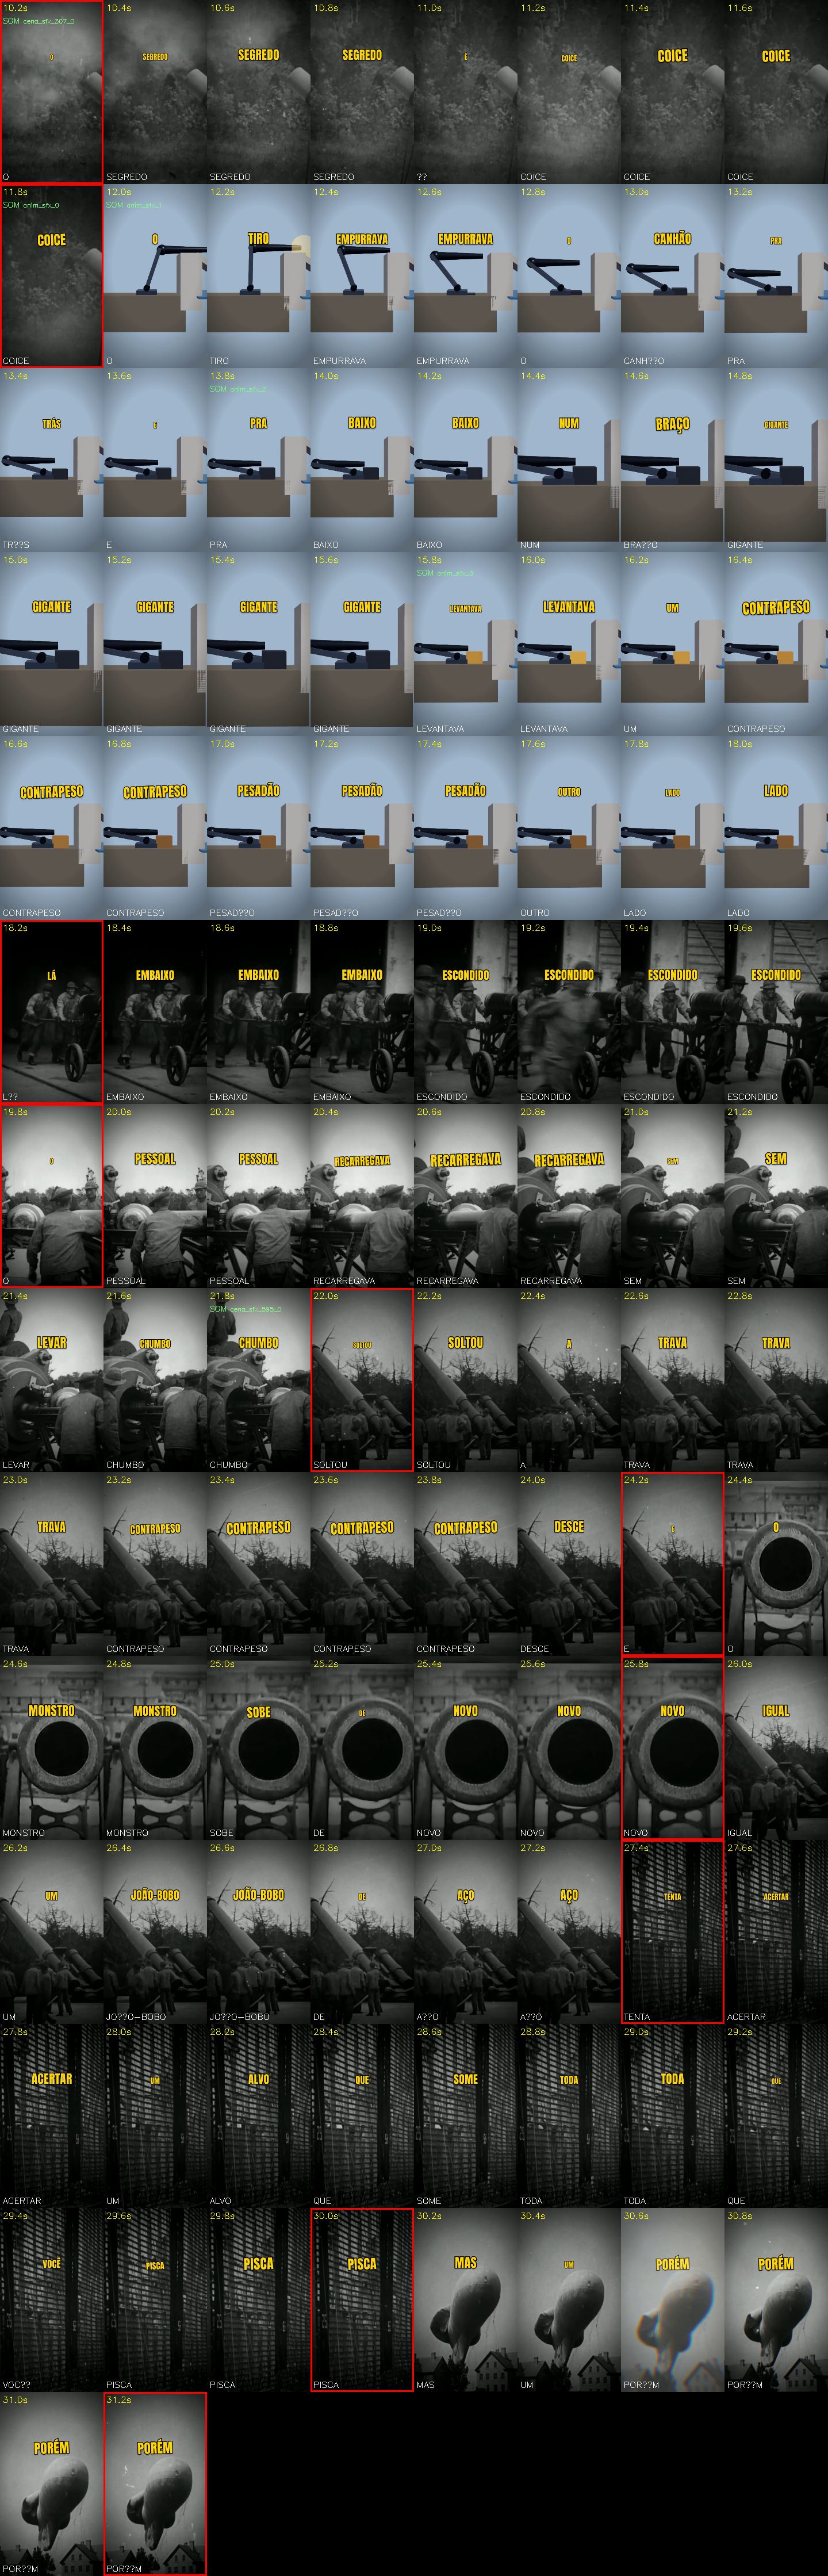 10.2s 10.4s 10.6s 10.8s 11.0s 11.2s 11.4s 11.6s
SOM cena_sfx_307_0
O SEGREDO SEGREDO SEGREDO É COICE COICE COICE
O SEGREDO SEGREDO SEGREDO ?? COICE COICE COICE
11.8s 12.0s 12.2s 12.4s 12.6s 12.8s 13.0s 13.2s
SOM anim_sfx_0 SOM anim_sfx_1
COICE O TIRO EMPURRAVA EMPURRAVA O CANHÃO PRA
COICE O TIRO EMPURRAVA EMPURRAVA O CANH??O PRA
13.4s 13.6s 13.8s 14.0s 14.2s 14.4s 14.6s 14.8s
SOM anim_sfx_2
TRÁS E PRA BAIXO BAIXO NUM BRAÇO GIGANTE
TR??S E PRA BAIXO BAIXO NUM BRA??O GIGANTE
15.0s 15.2s 15.4s 15.6s 15.8s 16.0s 16.2s 16.4s
SOM anim_sfx_3
GIGANTE GIGANTE GIGANTE GIGANTE LEVANTAVA LEVANTAVA UM CONTRAPESO
GIGANTE GIGANTE GIGANTE GIGANTE LEVANTAVA LEVANTAVA UM CONTRAPESO
16.6s 16.8s 17.0s 17.2s 17.4s 17.6s 17.8s 18.0s
CONTRAPESO CONTRAPESO PESADÃO PESADÃO PESADÃO OUTRO LADO LADO
CONTRAPESO CONTRAPESO PESAD??O PESAD??O PESAD??O OUTRO LADO LADO
18.2s 18.4s 18.6s 18.8s 19.0s 19.2s 19.4s 19.6s
LÁ EMBAIXO EMBAIXO EMBAIXO ESCONDIDO ESCONDIDO ESCONDIDO ESCONDIDO
L?? EMBAIXO EMBAIXO EMBAIXO ESCONDIDO ESCONDIDO ESCONDIDO ESCONDIDO
19.8s 20.0s 20.2s 20.4s 20.6s 20.8s 21.0s 21.2s
O PESSOAL PESSOAL RECARREGAVA RECARREGAVA RECARREGAVA SEM SEM
O PESSOAL PESSOAL RECARREGAVA RECARREGAVA RECARREGAVA SEM SEM
21.4s 21.6s 21.8s 22.0s 22.2s 22.4s 22.6s 22.8s
SOM cena_sfx_895_0
LEVAR CHUMBO CHUMBO SOLTOU SOLTOU A TRAVA TRAVA
LEVAR CHUMBO CHUMBO SOLTOU SOLTOU A TRAVA TRAVA
23.0s 23.2s 23.4s 23.6s 23.8s 24.0s 24.2s 24.4s
TRAVA CONTRAPESO CONTRAPESO CONTRAPESO CONTRAPESO DESCE E O
TRAVA CONTRAPESO CONTRAPESO CONTRAPESO CONTRAPESO DESCE E O
24.6s 24.8s 25.0s 25.2s 25.4s 25.6s 25.8s 26.0s
MONSTRO MONSTRO SOBE DE NOVO NOVO NOVO IGUAL
MONSTRO MONSTRO SOBE DE NOVO NOVO NOVO IGUAL
26.2s 26.4s 26.6s 26.8s 27.0s 27.2s 27.4s 27.6s
UM JOÃO-BOBO JOÃO-BOBO DE AÇO AÇO TENTA ACERTAR
UM JO??O-BOBO JO??O-BOBO DE A??O A??O TENTA ACERTAR
27.8s 28.0s 28.2s 28.4s 28.6s 28.8s 29.0s 29.2s
ACERTAR UM ALVO QUE SOME TODA TODA QUE
ACERTAR UM ALVO QUE SOME TODA TODA QUE
29.4s 29.6s 29.8s 30.0s 30.2s 30.4s 30.6s 30.8s
VOCÊ PISCA PISCA PISCA MAS UM PORÉM PORÉM
VOC?? PISCA PISCA PISCA MAS UM POR??M POR??M
31.0s 31.2s
PORÉM PORÉM
POR??M POR??M